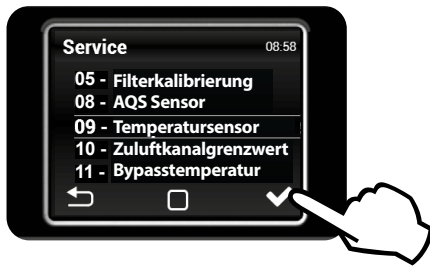 Service 08:58
05 - Filterkalibrierung
08 - AQS Sensor
09 - Temperatursensor
10 - Zuluftkanalgrenzwert
11 - Bypasstemperatur